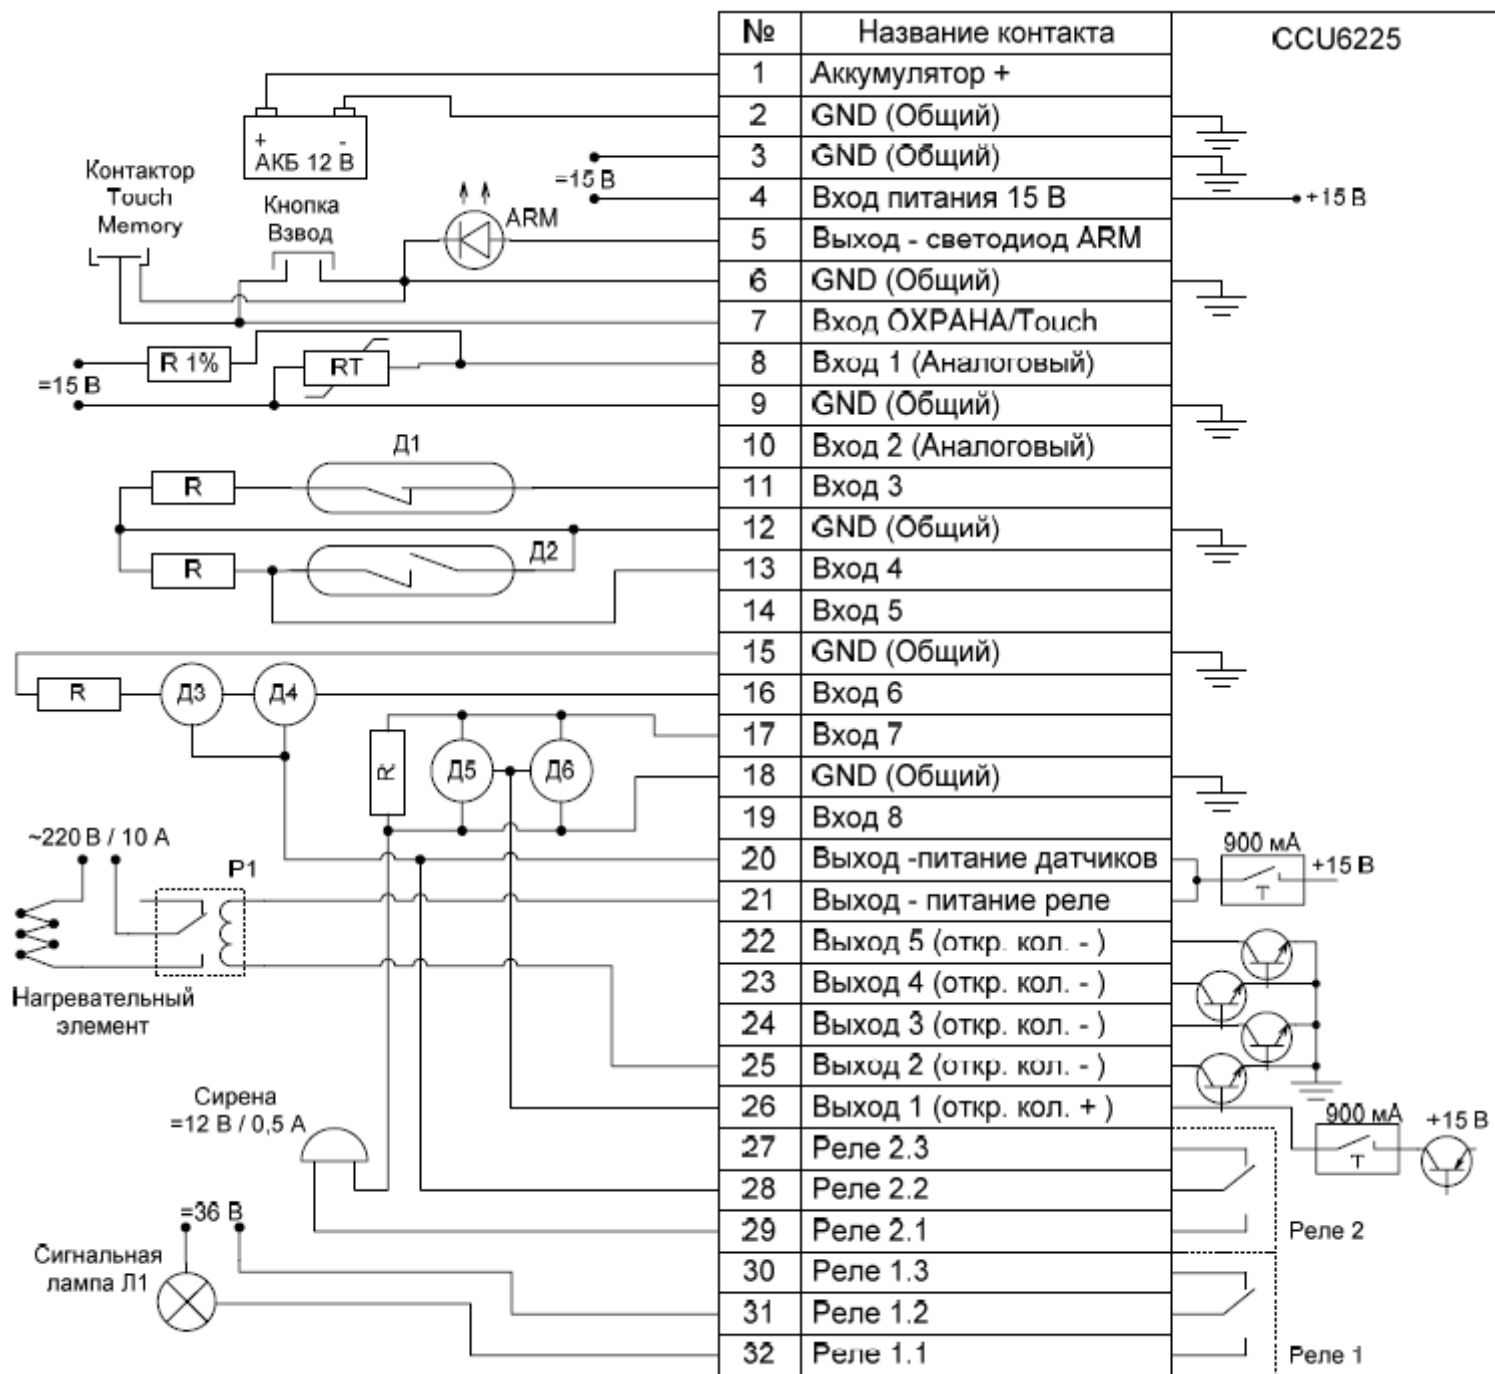 № Название контакта CCU6225
1 Аккумулятор +
2 GND (Общий)
3 GND (Общий)
4 Вход питания 15 В
5 Выход - светодиод ARM
6 GND (Общий)
7 Вход ОХРАНА/Touch
8 Вход 1 (Аналоговый)
9 GND (Общий)
10 Вход 2 (Аналоговый)
11 Вход 3
12 GND (Общий)
13 Вход 4
14 Вход 5
15 GND (Общий)
16 Вход 6
17 Вход 7
18 GND (Общий)
19 Вход 8
20 Выход -питание датчиков
21 Выход - питание реле
22 Выход 5 (откр. кол. - )
23 Выход 4 (откр. кол. - )
24 Выход 3 (откр. кол. - )
25 Выход 2 (откр. кол. - )
26 Выход 1 (откр. кол. + )
27 Реле 2.3
28 Реле 2.2
29 Реле 2.1
30 Реле 1.3
31 Реле 1.2
32 Реле 1.1
+ -
АКБ 12 В
Контактор
Touch
Memory
Кнопка
Взвод
=15 В
ARM
R 1%
RT
=15 В
Д1
R
Д2
R
R
Д3
Д4
R
Д5
Д6
~220 В / 10 А
Р1
Нагревательный
элемент
Сирена
=12 В / 0,5 А
=36 В
Сигнальная
лампа Л1
+15 В
900 мА
+15 В
Т
900 мА
+15 В
Т
Реле 2
Реле 1